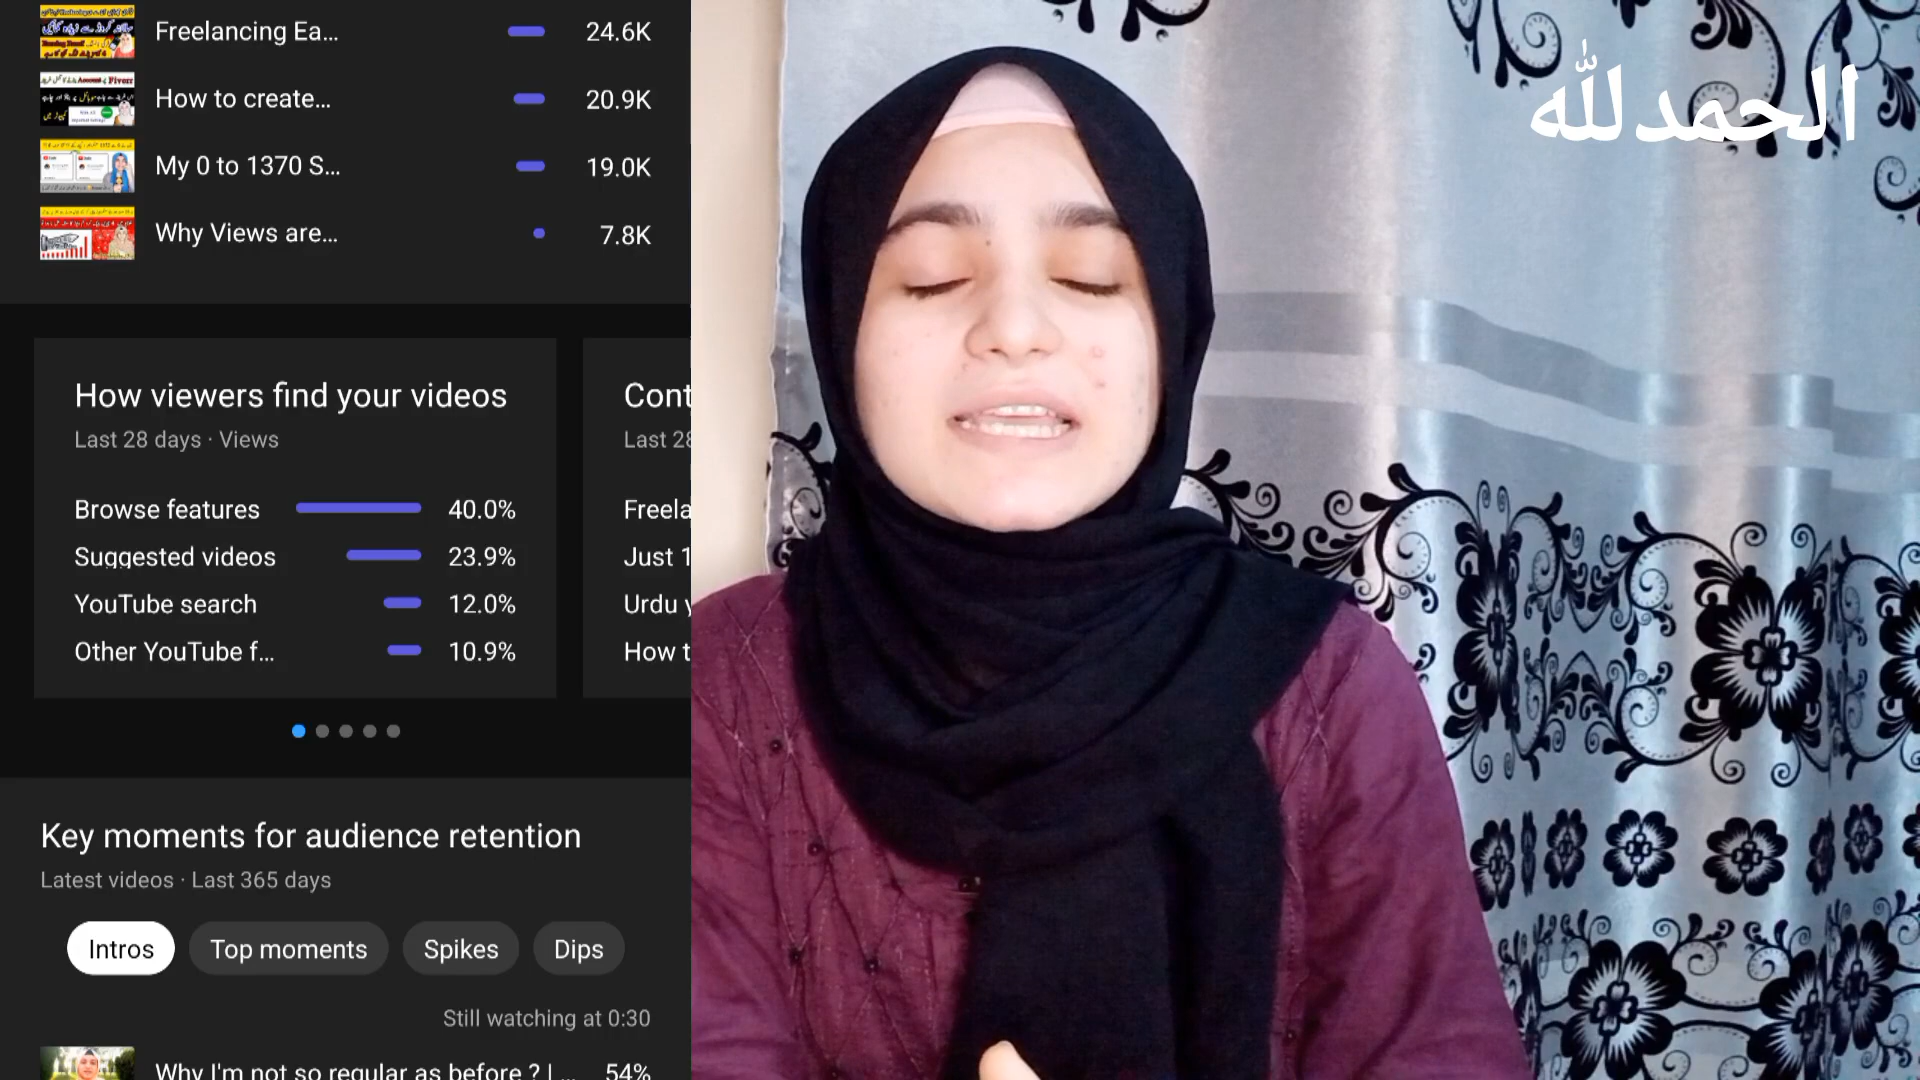 Freelancing Ea...
24.6K
How to create...
20.9K
My 0 to 1370 S...
19.0K
Why Views are...
7.8K
How viewers find your videos
Last 28 days · Views
Browse features
40.0%
Suggested videos
23.9%
YouTube search
12.0%
Other YouTube f...
10.9%
Cont
Last 28
Freela
Just 1
Urdu y
How t
Key moments for audience retention
Latest videos · Last 365 days
Intros
Top moments
Spikes
Dips
Still watching at 0:30
Why I'm not so regular as before ? | ...
54%
الحمدلله